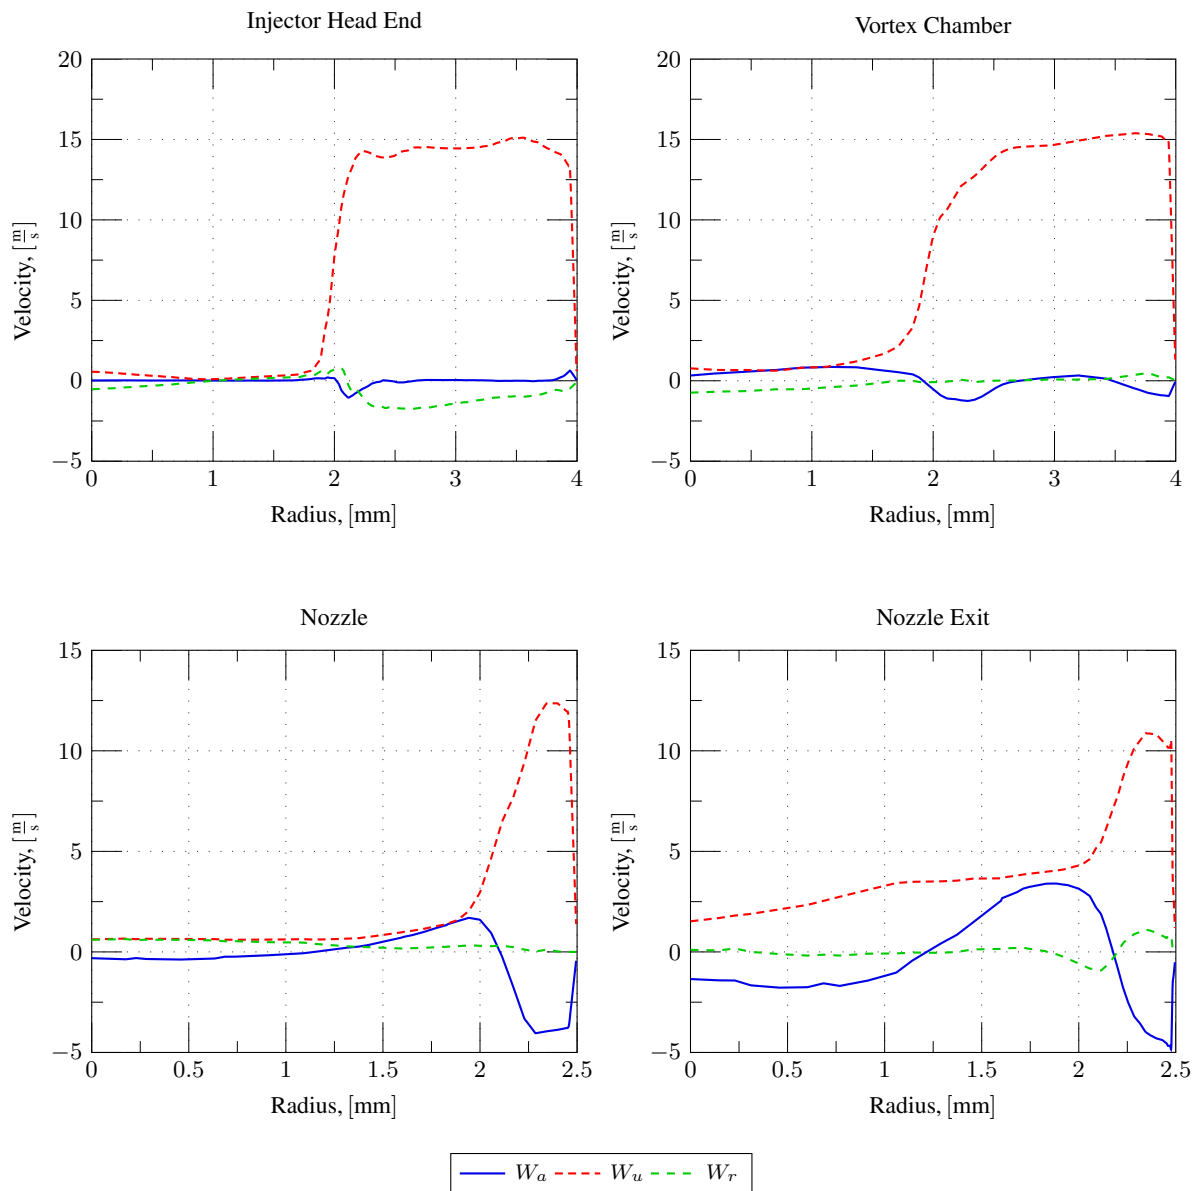 Injector Head End
Vortex Chamber
20
15
10
5
0
−5
0 1 2 3 4
Velocity, [m/s]
Radius, [mm]
20
15
10
5
0
−5
0 1 2 3 4
Velocity, [m/s]
Radius, [mm]
Nozzle
Nozzle Exit
15
10
5
0
−5
0 0.5 1 1.5 2 2.5
Velocity, [m/s]
Radius, [mm]
15
10
5
0
−5
0 0.5 1 1.5 2 2.5
Velocity, [m/s]
Radius, [mm]
W_a W_u W_r